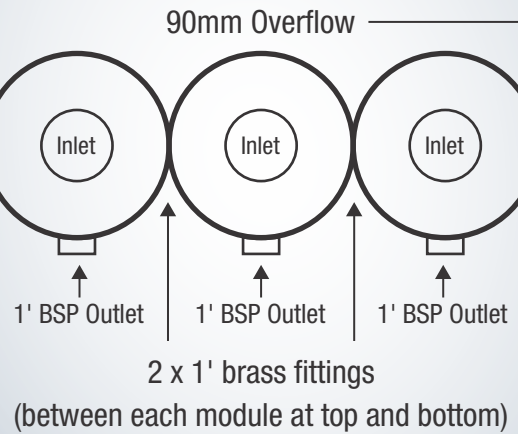 90mm Overflow
Inlet Inlet Inlet
1' BSP Outlet 1' BSP Outlet 1' BSP Outlet
2 x 1' brass fittings
(between each module at top and bottom)